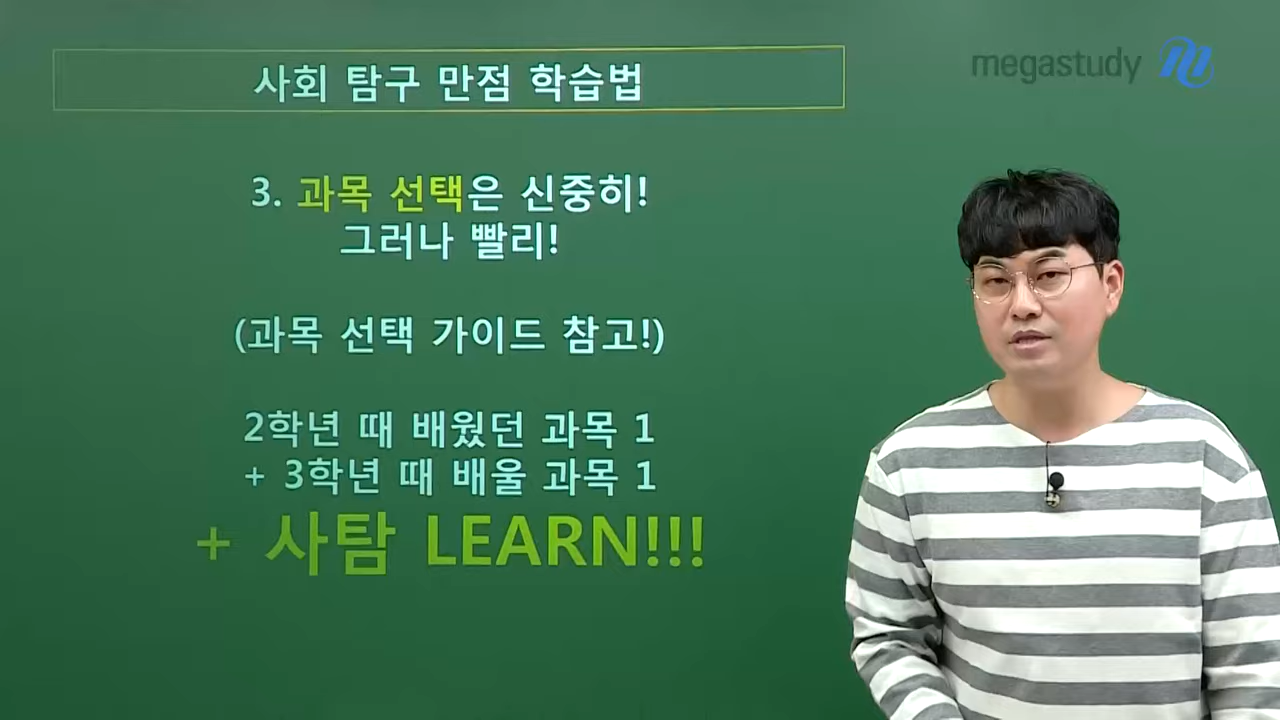 사회 탐구 만점 학습법
megastudy
3. 과목 선택은 신중히!
그러나 빨리!
(과목 선택 가이드 참고!)
2학년 때 배웠던 과목 1
+ 3학년 때 배울 과목 1
+ 사탐 LEARN!!!